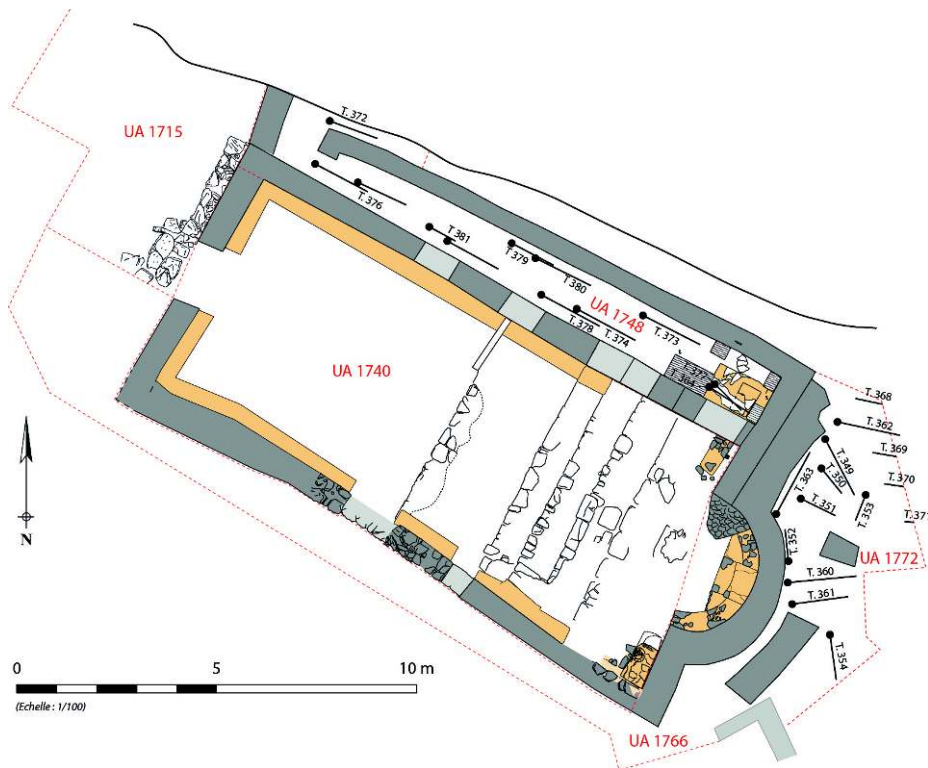 T. 372
UA 1715
T. 376
T. 381
T. 379
T. 380
UA 1748
T. 378
T. 374
T. 373
UA 1740
T. 368
T. 362
T. 369
T. 349
T. 350
T. 363
T. 351
T. 353
T. 370
T. 371
T. 352
UA 1772
T. 360
T. 361
T. 354
N
0 5 10 m
(Echelle : 1/100)
UA 1766